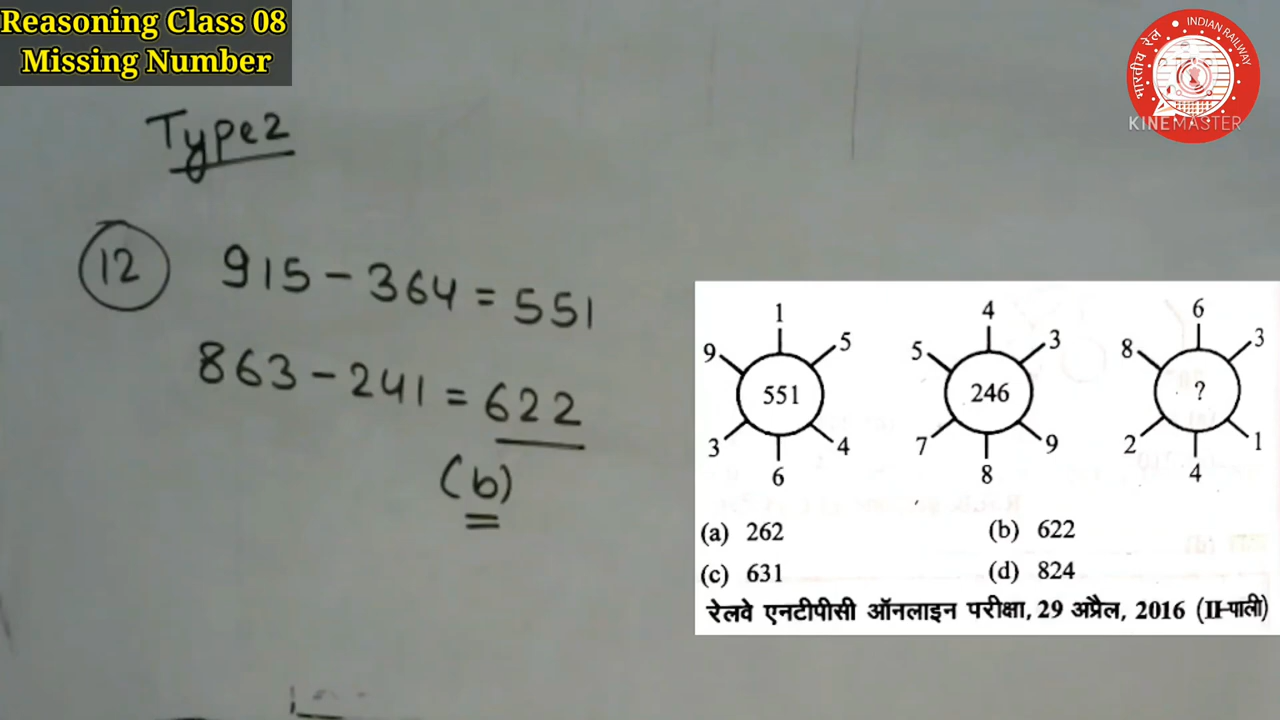 Reasoning Class 08
Missing Number
भारतीय रेल INDIAN RAILWAY
KINEMASTER
Type 2
12 915 - 364 = 551
863 - 241 = 622
(b)
1 4 6
9 5 5 3 8 3
551 246 ?
3 4 7 9 2 1
6 8 4
(a) 262 (b) 622
(c) 631 (d) 824
रेलवे एनटीपीसी ऑनलाइन परीक्षा, 29 अप्रैल, 2016 (II-पाली)